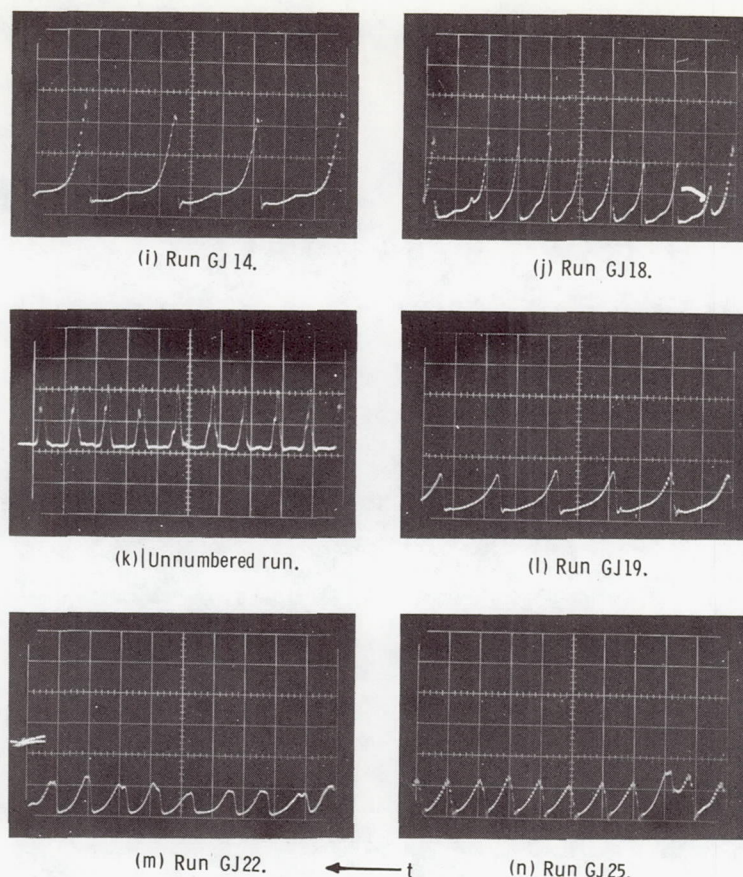 (i) Run GJ 14.
(j) Run GJ18.
(k)|Unnumbered run.
(l) Run GJ19.
(m) Run GJ22.
t
(n) Run GJ25.